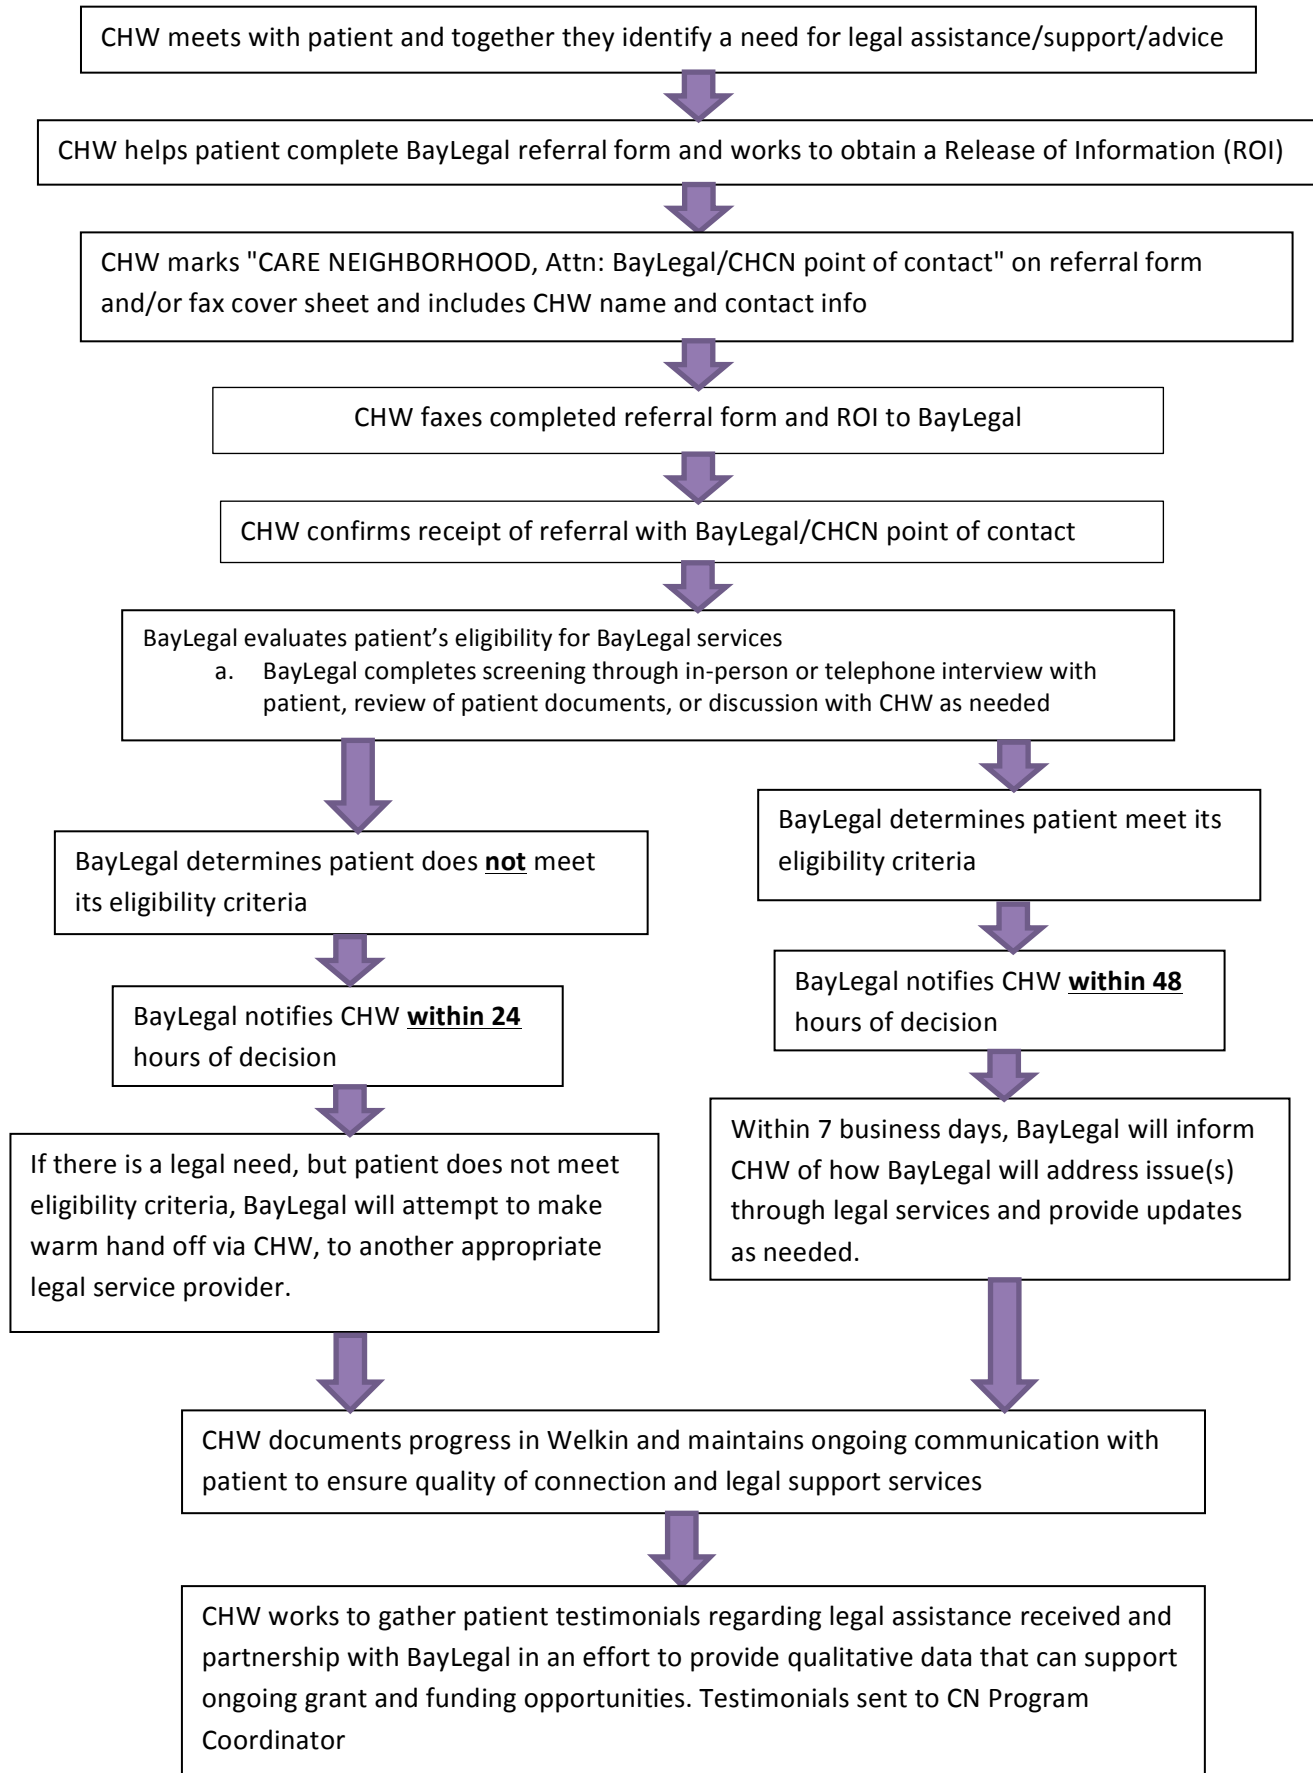 CHW meets with patient and together they identify a need for legal assistance/support/advice
CHW helps patient complete BayLegal referral form and works to obtain a Release of Information (ROI)
CHW marks "CARE NEIGHBORHOOD, Attn: BayLegal/CHCN point of contact" on referral form
and/or fax cover sheet and includes CHW name and contact info
CHW faxes completed referral form and ROI to BayLegal
CHW confirms receipt of referral with BayLegal/CHCN point of contact
BayLegal evaluates patient’s eligibility for BayLegal services
a. BayLegal completes screening through in-person or telephone interview with
patient, review of patient documents, or discussion with CHW as needed
BayLegal determines patient does not meet
its eligibility criteria
BayLegal notifies CHW within 24
hours of decision
If there is a legal need, but patient does not meet
eligibility criteria, BayLegal will attempt to make
warm hand off via CHW, to another appropriate
legal service provider.
BayLegal determines patient meet its
eligibility criteria
BayLegal notifies CHW within 48
hours of decision
Within 7 business days, BayLegal will inform
CHW of how BayLegal will address issue(s)
through legal services and provide updates
as needed.
CHW documents progress in Welkin and maintains ongoing communication with
patient to ensure quality of connection and legal support services
CHW works to gather patient testimonials regarding legal assistance received and
partnership with BayLegal in an effort to provide qualitative data that can support
ongoing grant and funding opportunities. Testimonials sent to CN Program
Coordinator